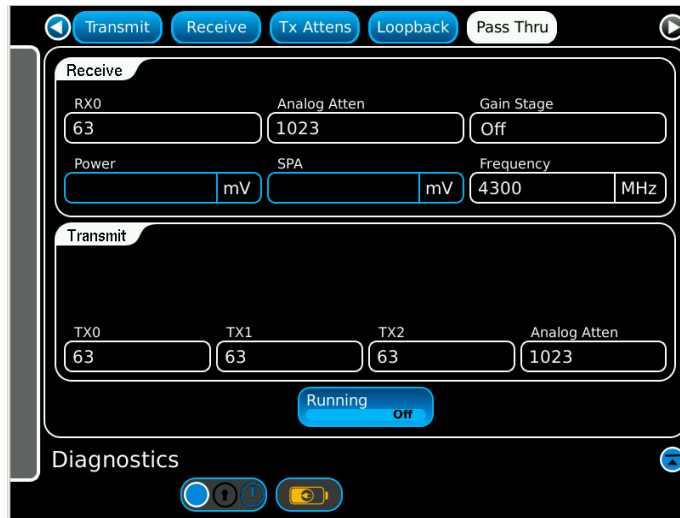 Transmit Receive Tx Attens Loopback Pass Thru
Receive
RX0 Analog Atten Gain Stage
63 1023 Off
Power SPA Frequency
mV mV 4300 MHz
Transmit
TX0 TX1 TX2 Analog Atten
63 63 63 1023
Running
Off
Diagnostics